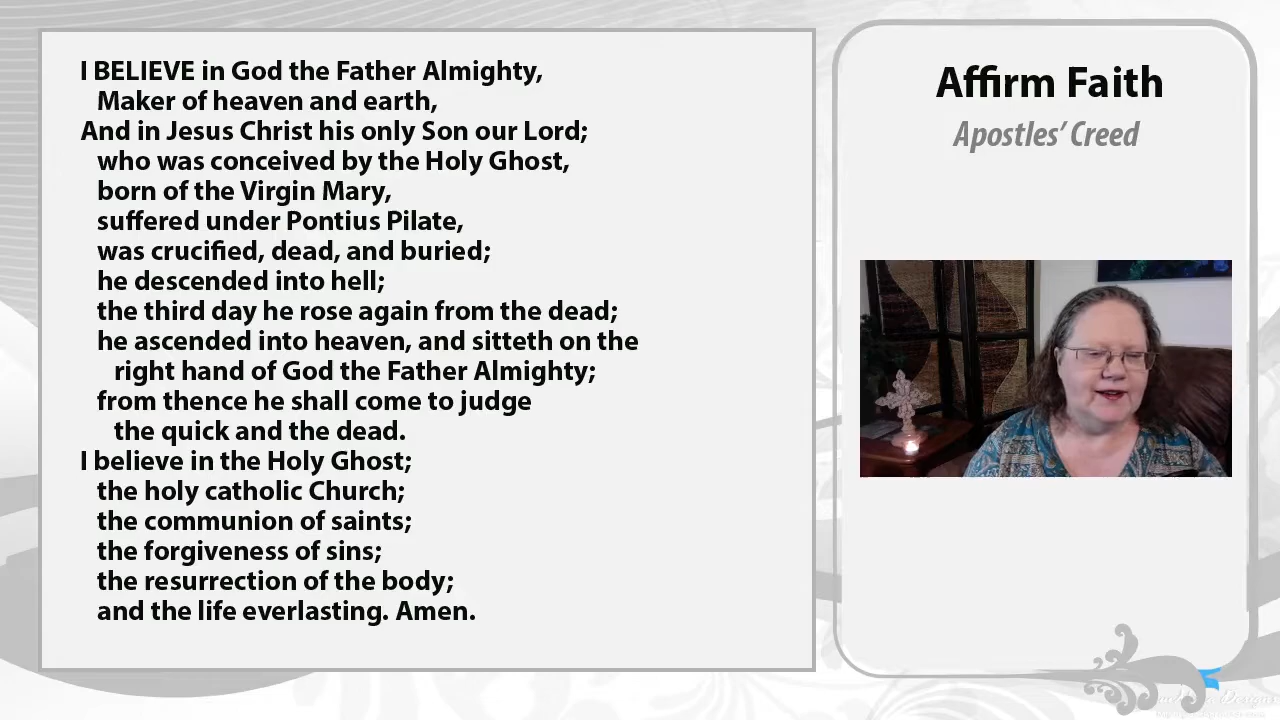 I BELIEVE in God the Father Almighty,
Maker of heaven and earth,
And in Jesus Christ his only Son our Lord;
who was conceived by the Holy Ghost,
born of the Virgin Mary,
suffered under Pontius Pilate,
was crucified, dead, and buried;
he descended into hell;
the third day he rose again from the dead;
he ascended into heaven, and sitteth on the
right hand of God the Father Almighty;
from thence he shall come to judge
the quick and the dead.
I believe in the Holy Ghost;
the holy catholic Church;
the communion of saints;
the forgiveness of sins;
the resurrection of the body;
and the life everlasting. Amen.
Affirm Faith
Apostles’ Creed